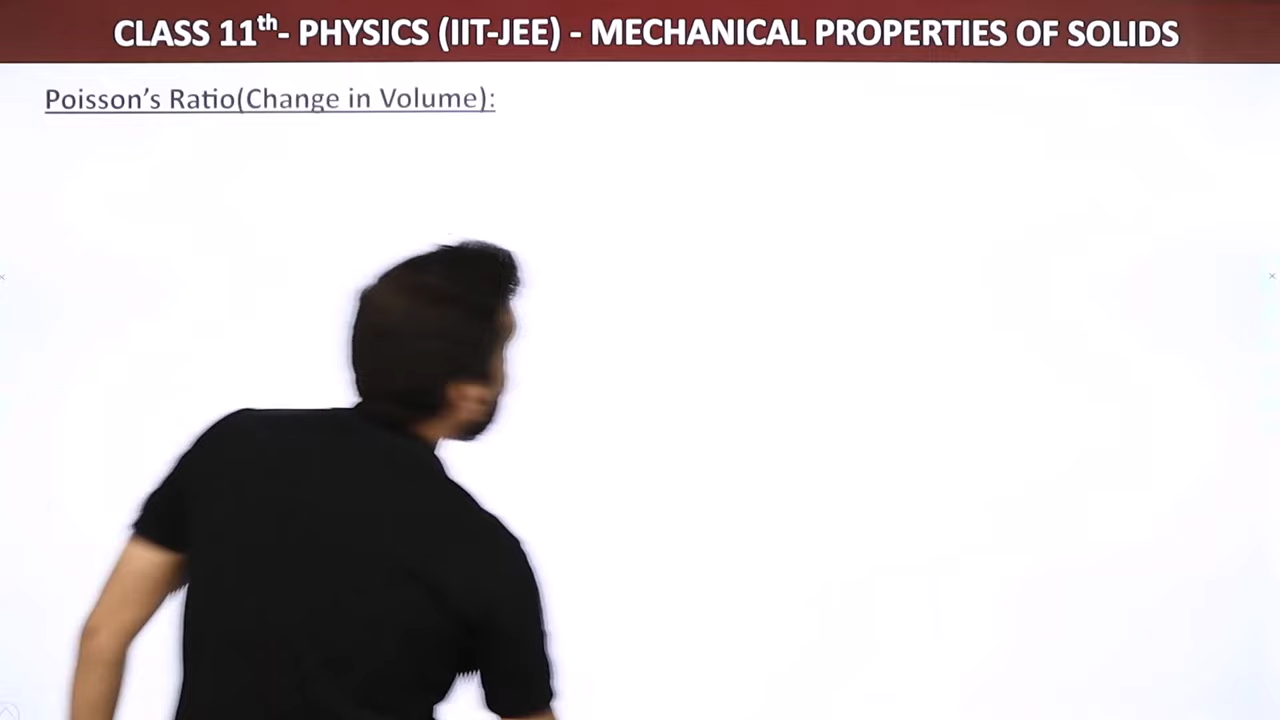 CLASS 11th- PHYSICS (IIT-JEE) - MECHANICAL PROPERTIES OF SOLIDS
Poisson’s Ratio(Change in Volume):